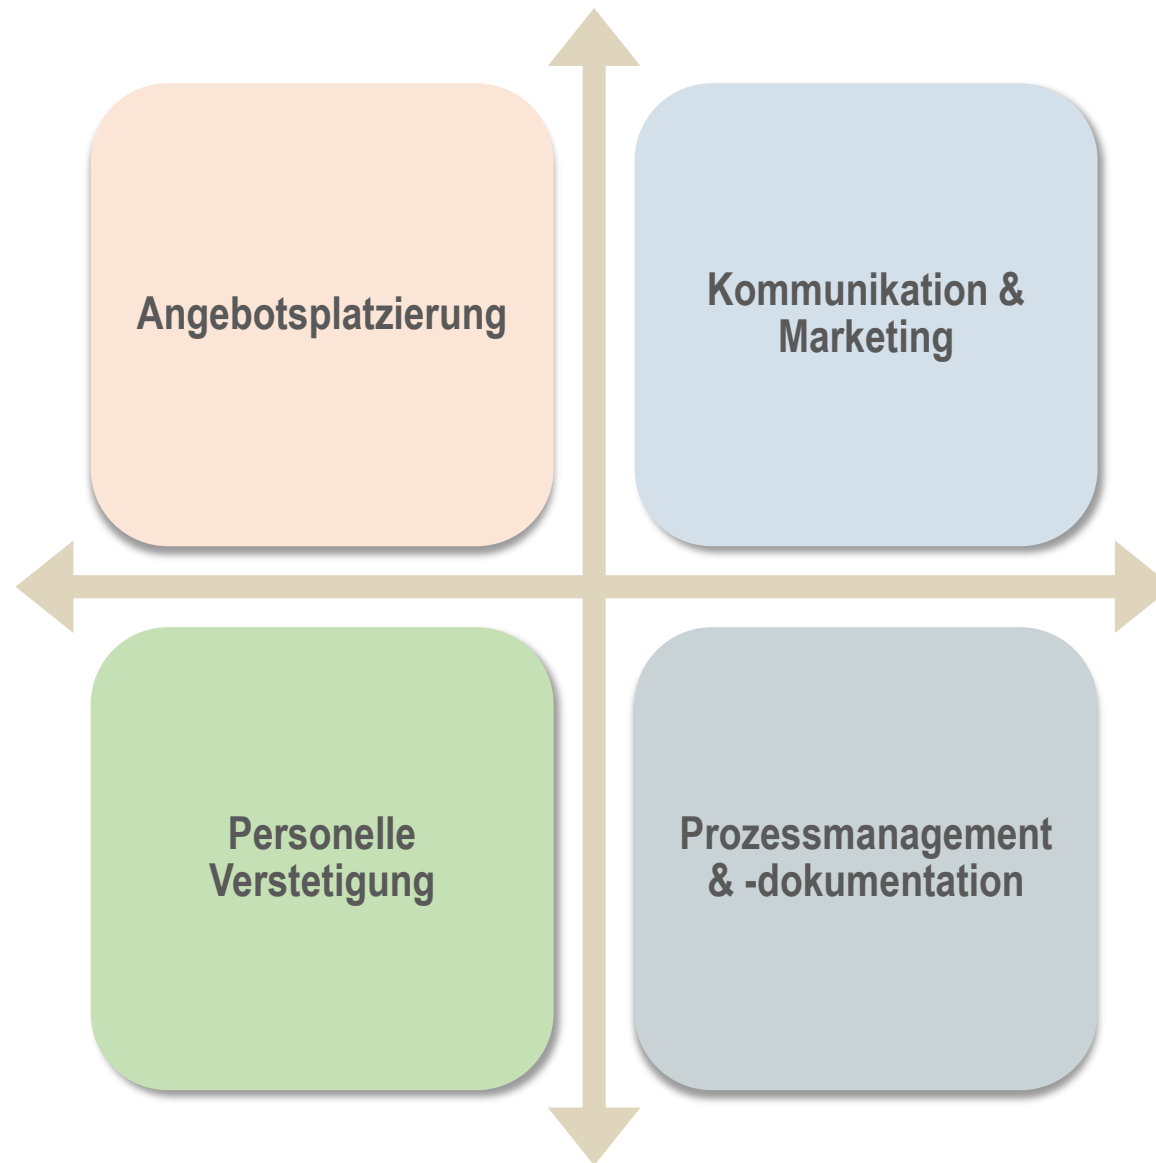 Angebotsplatzierung
Kommunikation &
Marketing
Personelle
Verstetigung
Prozessmanagement
& -dokumentation